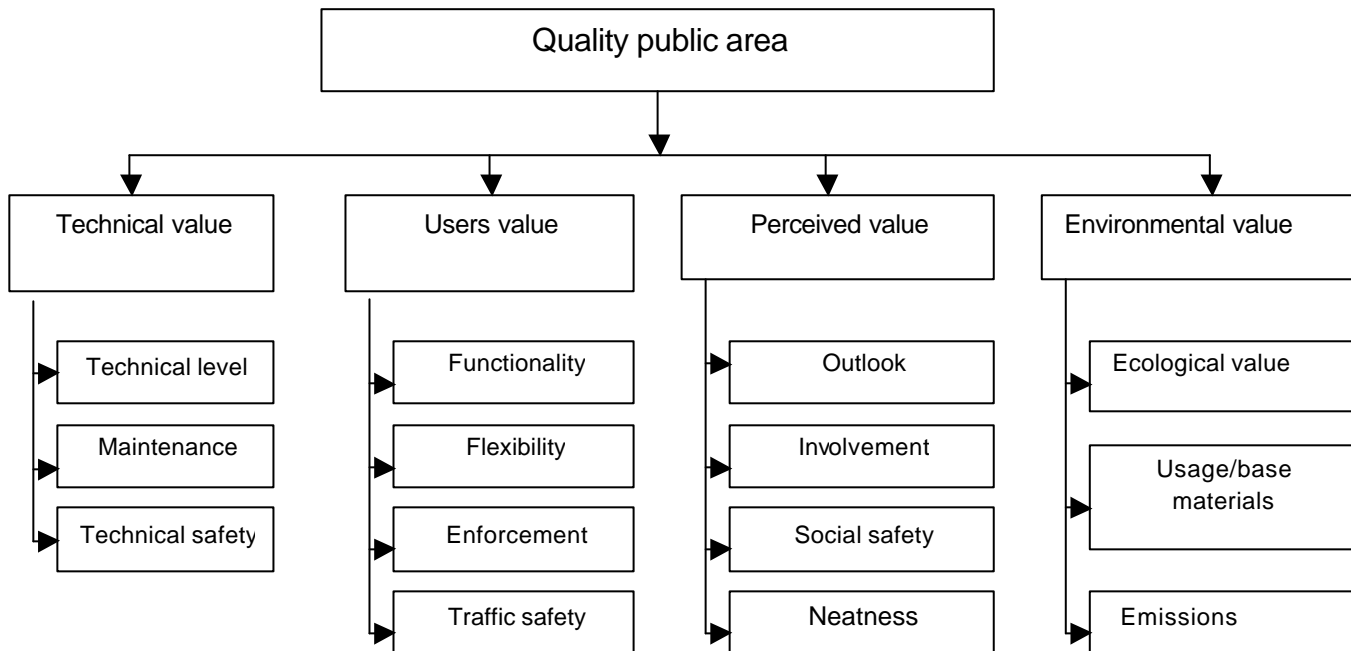 Quality public area
Technical value
Users value
Perceived value
Environmental value
Technical level
Maintenance
Technical safety
Functionality
Flexibility
Enforcement
Traffic safety
Outlook
Involvement
Social safety
Neatness
Ecological value
Usage/base
materials
Emissions